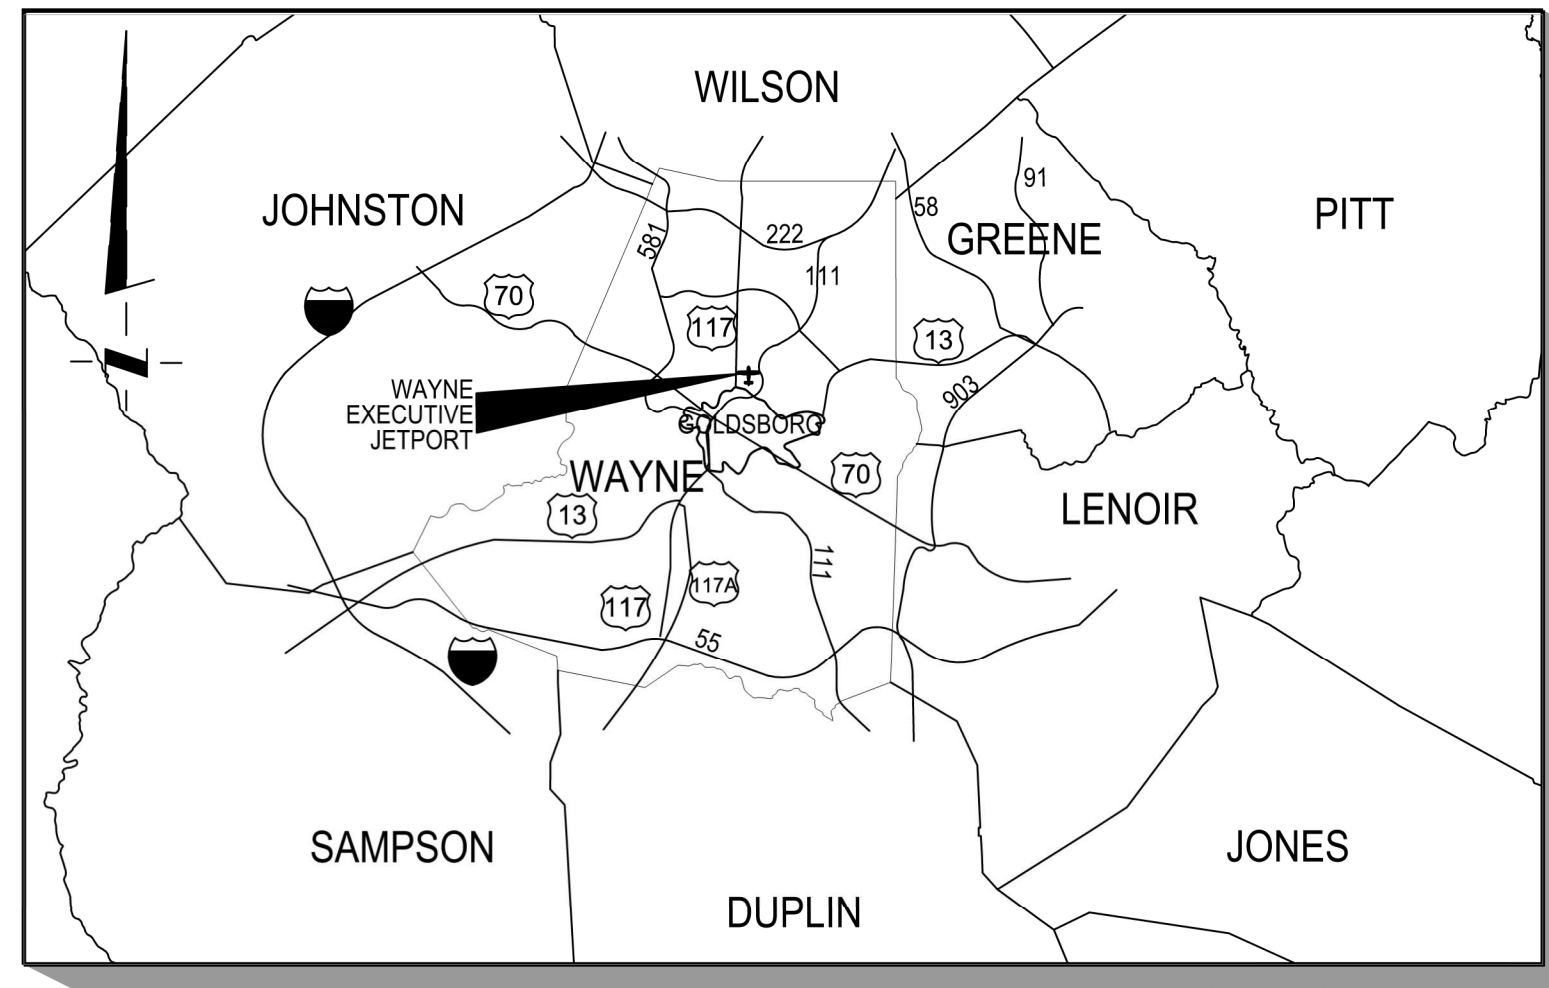 WILSON
91
JOHNSTON
58
PITT
222
GREENE
581
111
70
117
13
WAYNE
EXECUTIVE
JETPORT
903
GOLDSBORO
WAYNE
70
13
LENOIR
111
117A
117
55
SAMPSON
JONES
DUPLIN